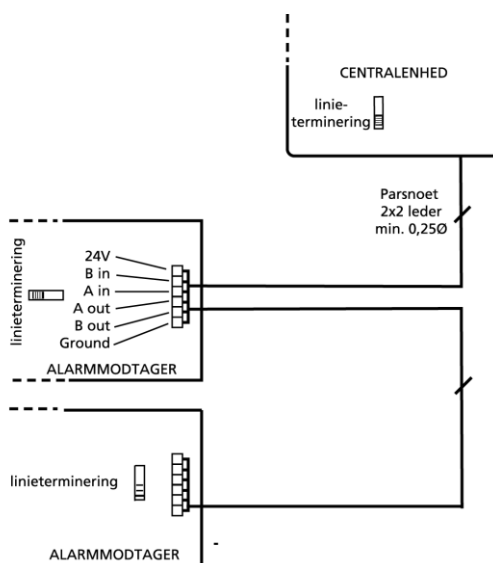 CENTRALENHED
linie-
terminering
Parsnoet
2x2 leder
min. 0,25Ø
linieterminering
24V
B in
A in
A out
B out
Ground
ALARMMODTAGER
linieterminering
ALARMMODTAGER